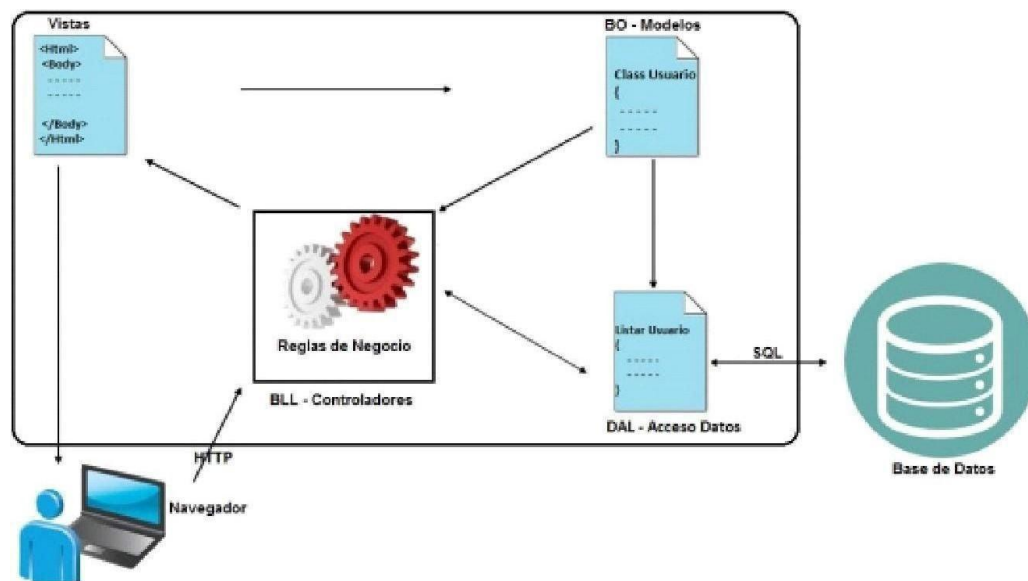 Vistas
<Html>
<Body>
- - - - -
- - - - -
</Body>
</Html>
BO - Modelos
Class Usuario
{
- - - - -
- - - - -
}
Reglas de Negocio
BLL - Controladores
Listar Usuario
{
- - - - -
- - - - -
}
DAL - Acceso Datos
SQL
Base de Datos
HTTP
Navegador